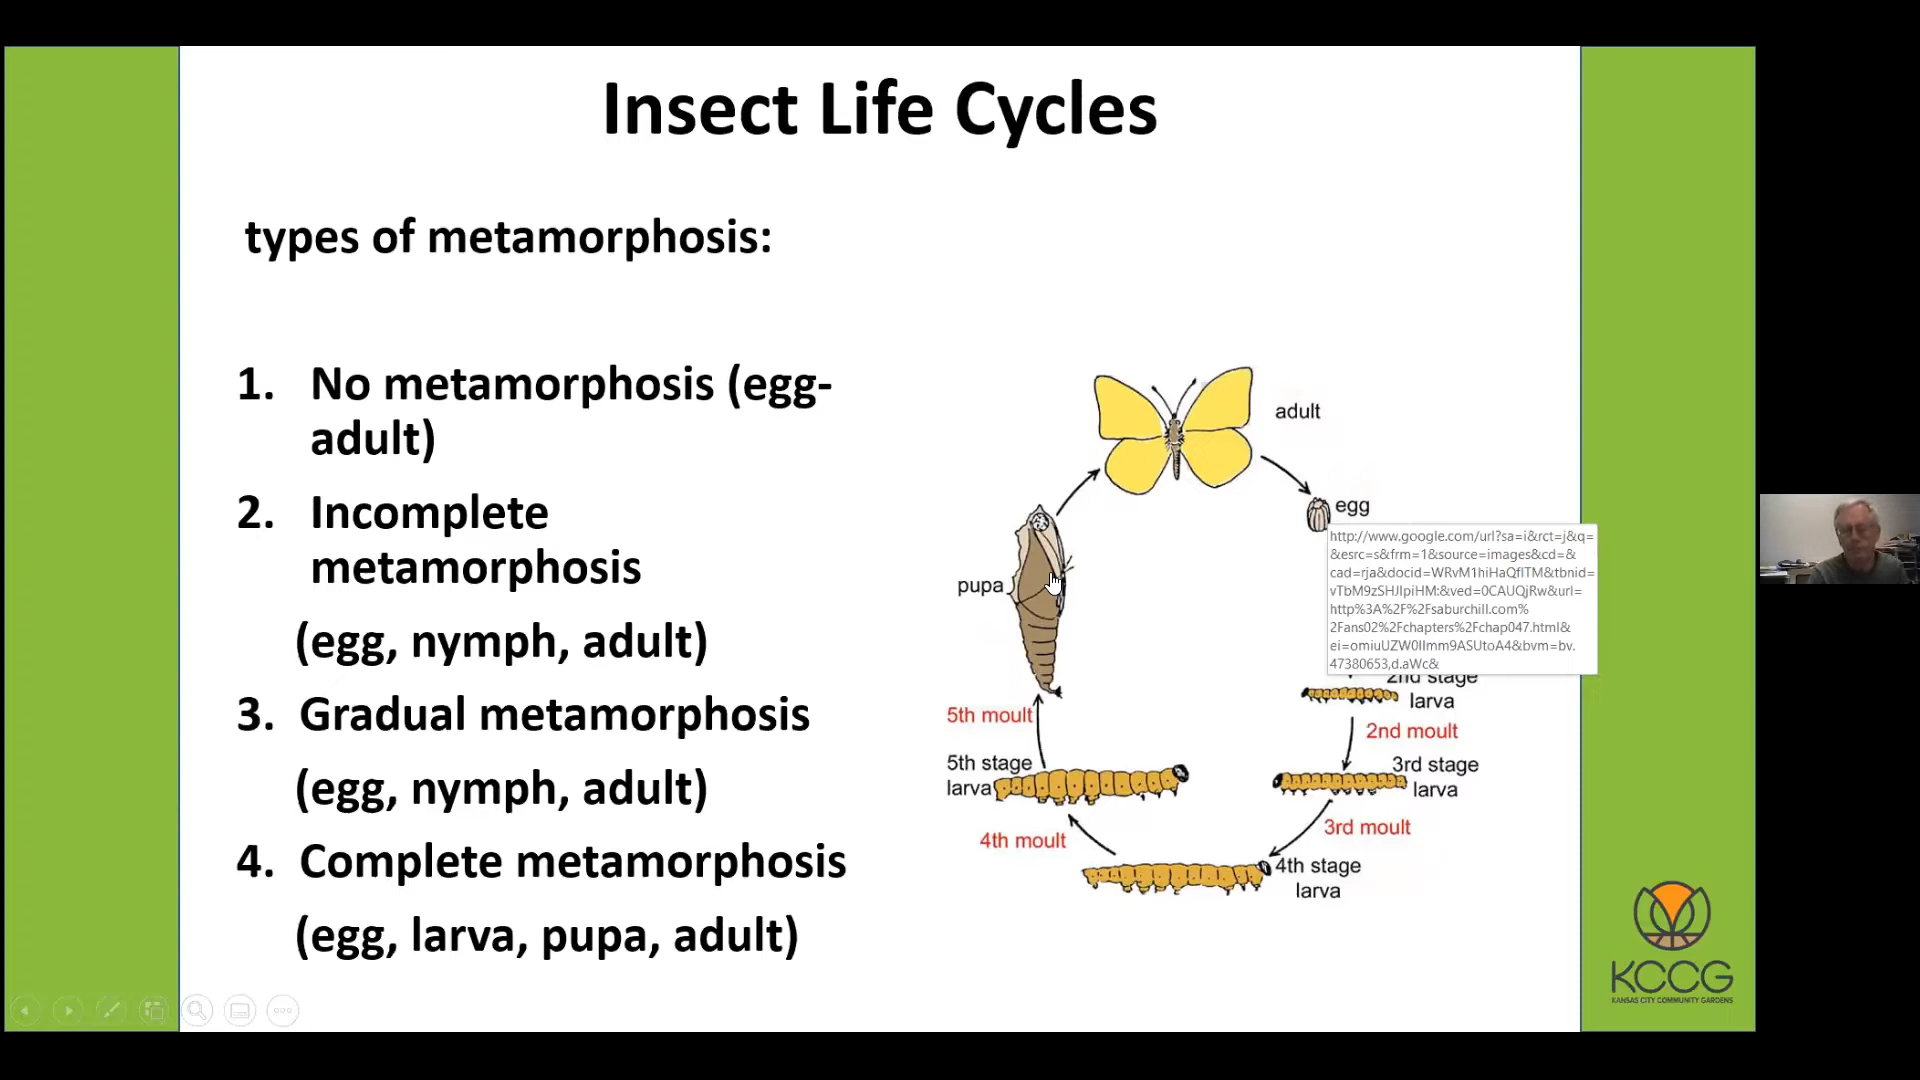 Insect Life Cycles
types of metamorphosis:
1. No metamorphosis (egg-
adult)
2. Incomplete
metamorphosis
(egg, nymph, adult)
3. Gradual metamorphosis
(egg, nymph, adult)
4. Complete metamorphosis
(egg, larva, pupa, adult)
adult
egg
http://www.google.com/url?sa=i&rct=j&q=
&esrc=s&frm=1&source=images&cd=&
cad=rja&docid=WRvM1hiHaQflTM&tbnid=
vTbM9zSHJlpiHM:&ved=0CAUQjRw&url=
http%3A%2F%2Fsaburchill.com%
2Fans02%2Fchapters%2Fchap047.html&
ei=omiuUZW0IImm9ASUtoA4&bvm=bv.
47380653,d.aWc&
2nd stage
larva
2nd moult
3rd stage
larva
3rd moult
4th stage
larva
4th moult
5th stage
larva
5th moult
pupa
KCCG
KANSAS CITY COMMUNITY GARDENS